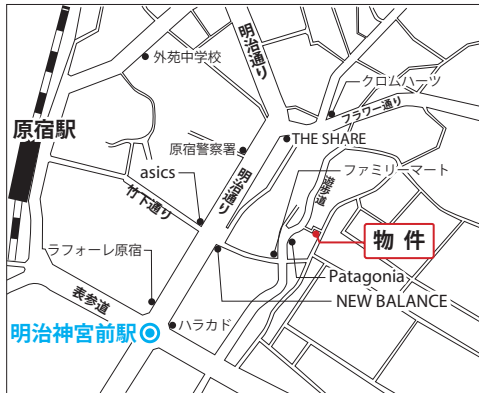 明治通り
外苑中学校
クロムハーツ
フラワー通り
原宿駅
THE SHARE
原宿警察署
asics
明治通り
ファミリーマート
遊歩道
竹下通り
物件
ラフォーレ原宿
Patagonia
表参道
NEW BALANCE
明治神宮前駅
ハラカド